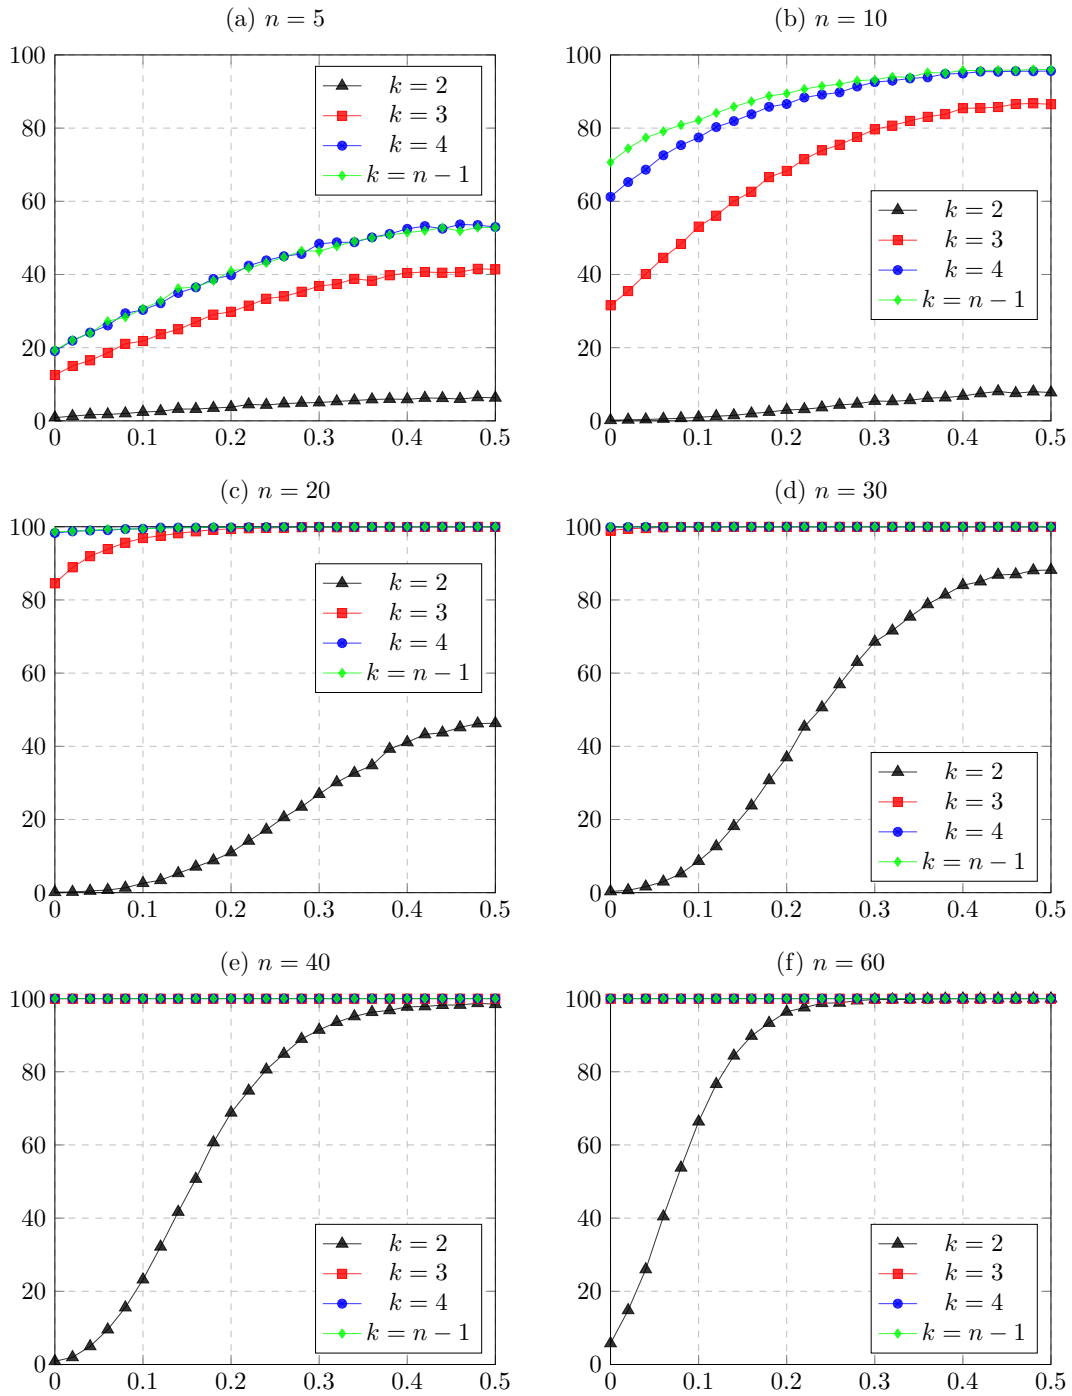 (a) n = 5
100
80
60
40
20
0
0
0.1
0.2
0.3
0.4
0.5
k = 2
k = 3
k = 4
k = n − 1
(b) n = 10
100
80
60
40
20
0
0
0.1
0.2
0.3
0.4
0.5
k = 2
k = 3
k = 4
k = n − 1
(c) n = 20
100
80
60
40
20
0
0
0.1
0.2
0.3
0.4
0.5
k = 2
k = 3
k = 4
k = n − 1
(d) n = 30
100
80
60
40
20
0
0
0.1
0.2
0.3
0.4
0.5
k = 2
k = 3
k = 4
k = n − 1
(e) n = 40
100
80
60
40
20
0
0
0.1
0.2
0.3
0.4
0.5
k = 2
k = 3
k = 4
k = n − 1
(f) n = 60
100
80
60
40
20
0
0
0.1
0.2
0.3
0.4
0.5
k = 2
k = 3
k = 4
k = n − 1